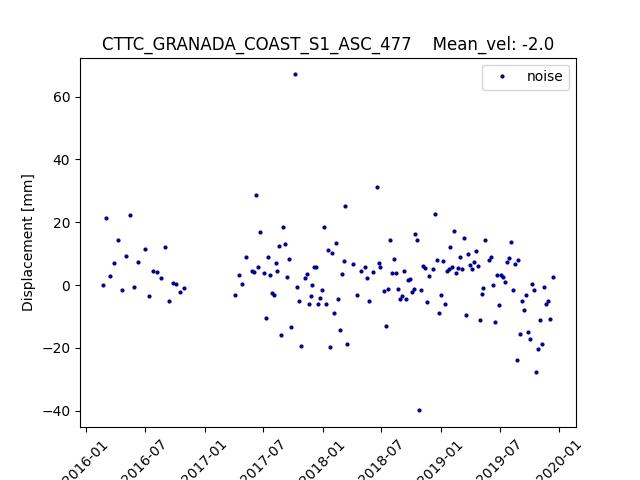 CTTC_GRANADA_COAST_S1_ASC_477    Mean_vel: -2.0
noise
Displacement [mm]
60
40
20
0
−20
−40
2016-01 2016-07 2017-01 2017-07 2018-01 2018-07 2019-01 2019-07 2020-01